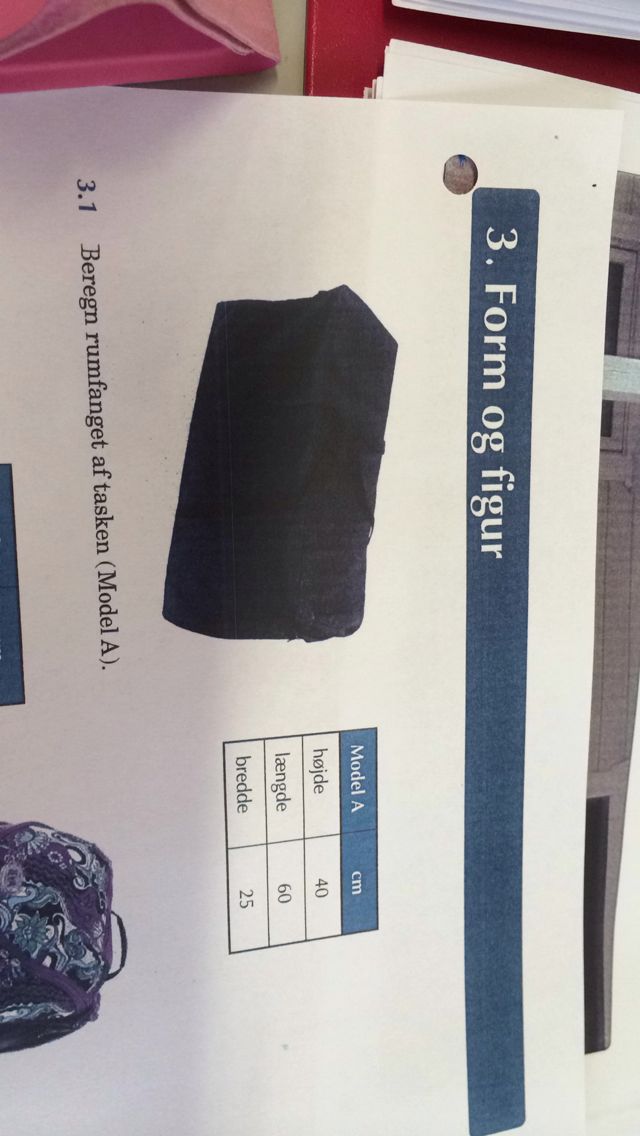 3. Form og figur
Model A cm
højde 40
længde 60
bredde 25
3.1 Beregn rumfanget af tasken (Model A).